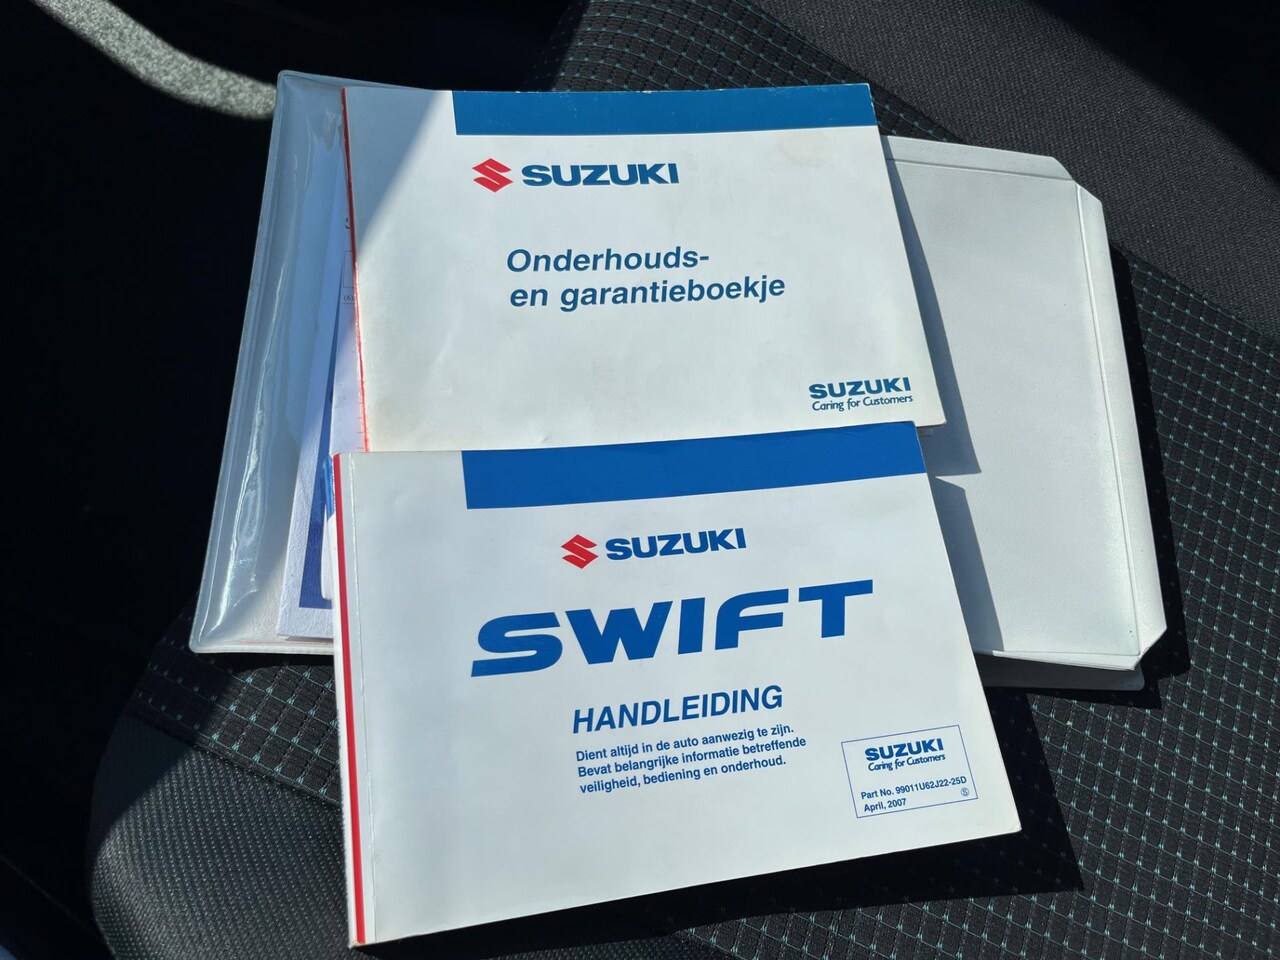 SUZUKI
Onderhouds-
en garantieboekje
SUZUKI
Caring for Customers
SUZUKI
SWIFT
HANDLEIDING
Dient altijd in de auto aanwezig te zijn.
Bevat belangrijke informatie betreffende
veiligheid, bediening en onderhoud.
SUZUKI
Caring for Customers
Part No. 99011U62J22-25D
April, 2007
Ⓢ